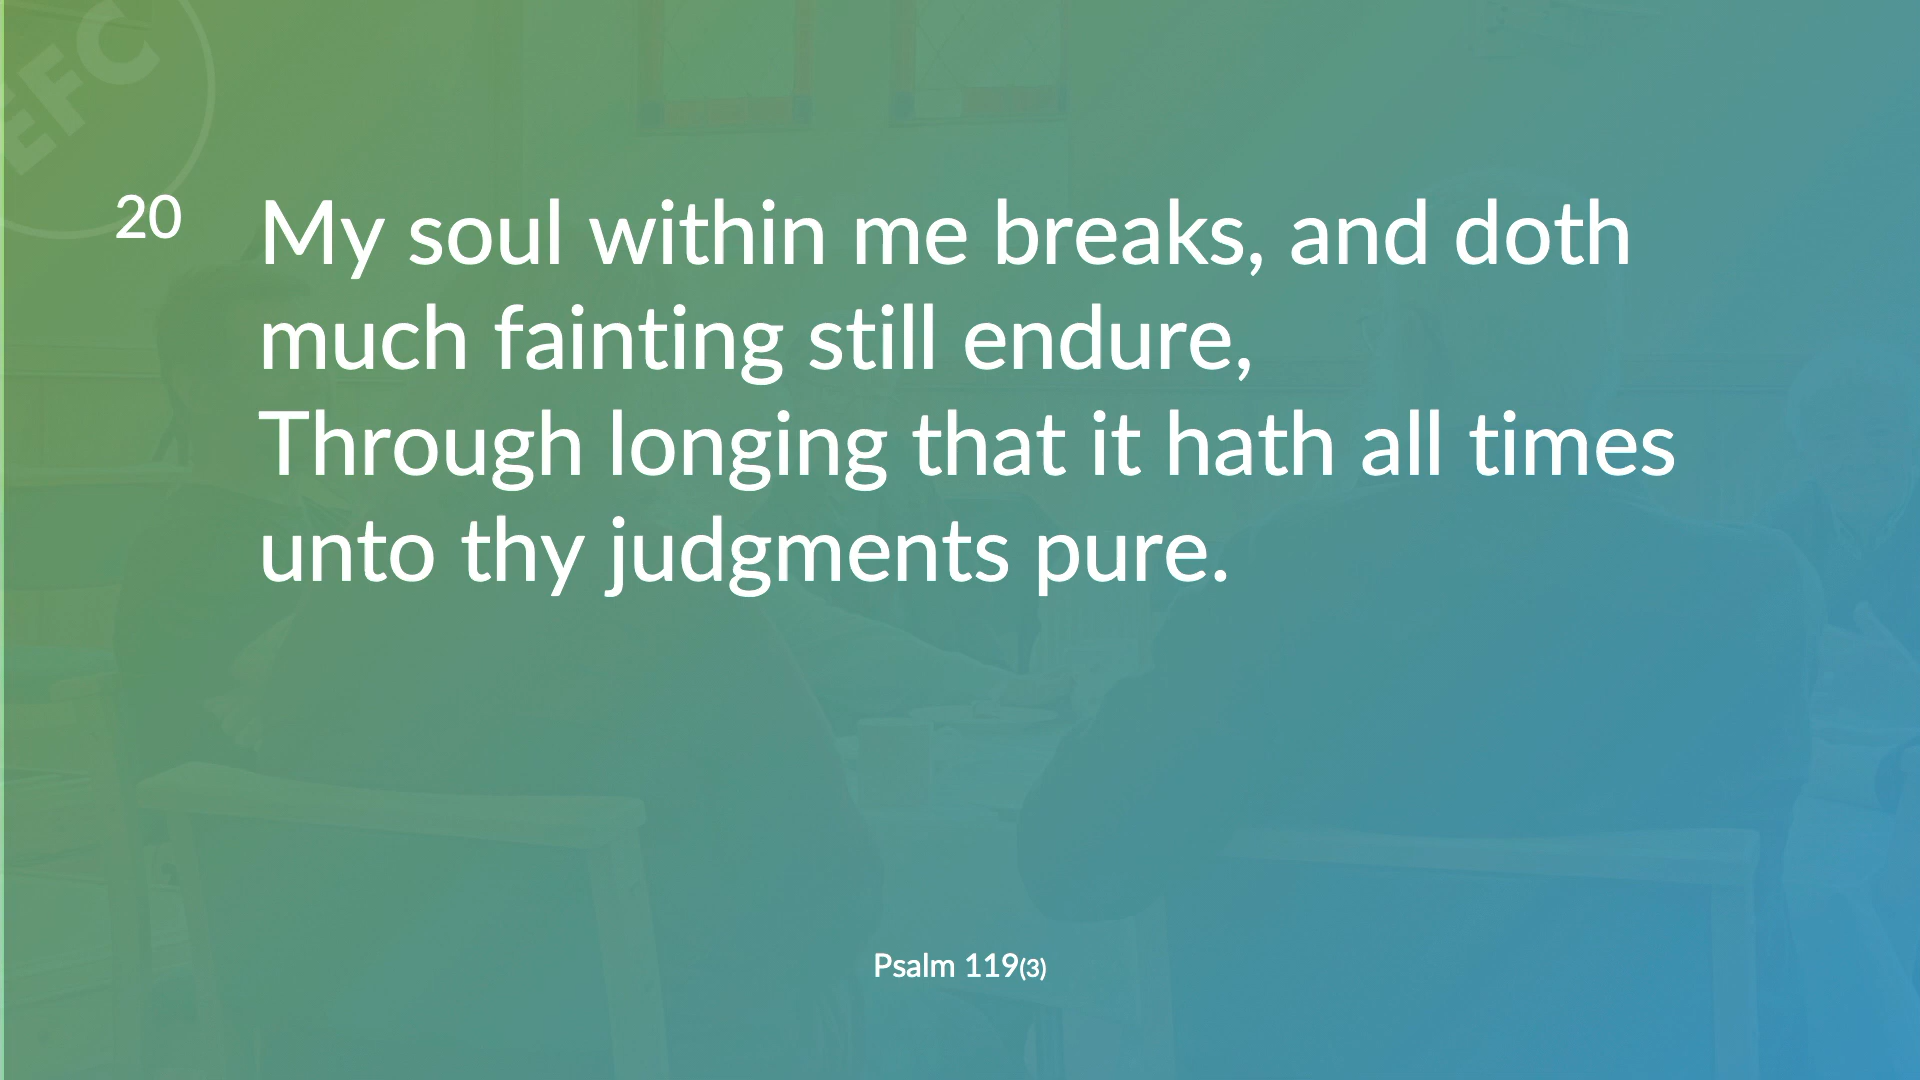 EFC
20 My soul within me breaks, and doth
much fainting still endure,
Through longing that it hath all times
unto thy judgments pure.
Psalm 119(3)